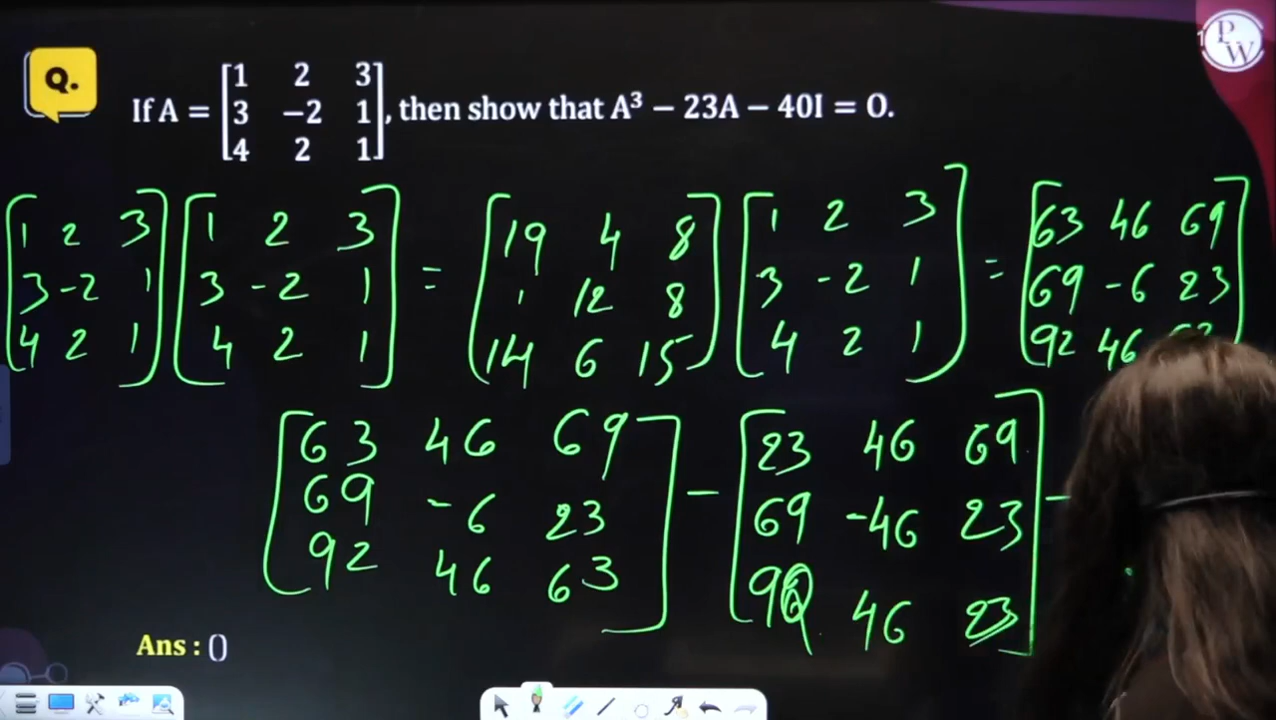 PW
Q.
If A = [1 2 3
3 −2 1
4 2 1], then show that A³ − 23A − 40I = O.
[1 2 3] [1 2 3] = [19 4 8] [1 2 3] = [63 46 69]
[3 -2 1] [3 -2 1] [1 12 8] [3 -2 1] [69 -6 23]
[4 2 1] [4 2 1] [14 6 15] [4 2 1] [92 46
[63 46 69] − [23 46 69] −
[69 -6 23] [69 -46 23]
[92 46 63] [92 46 23]
Ans : ()